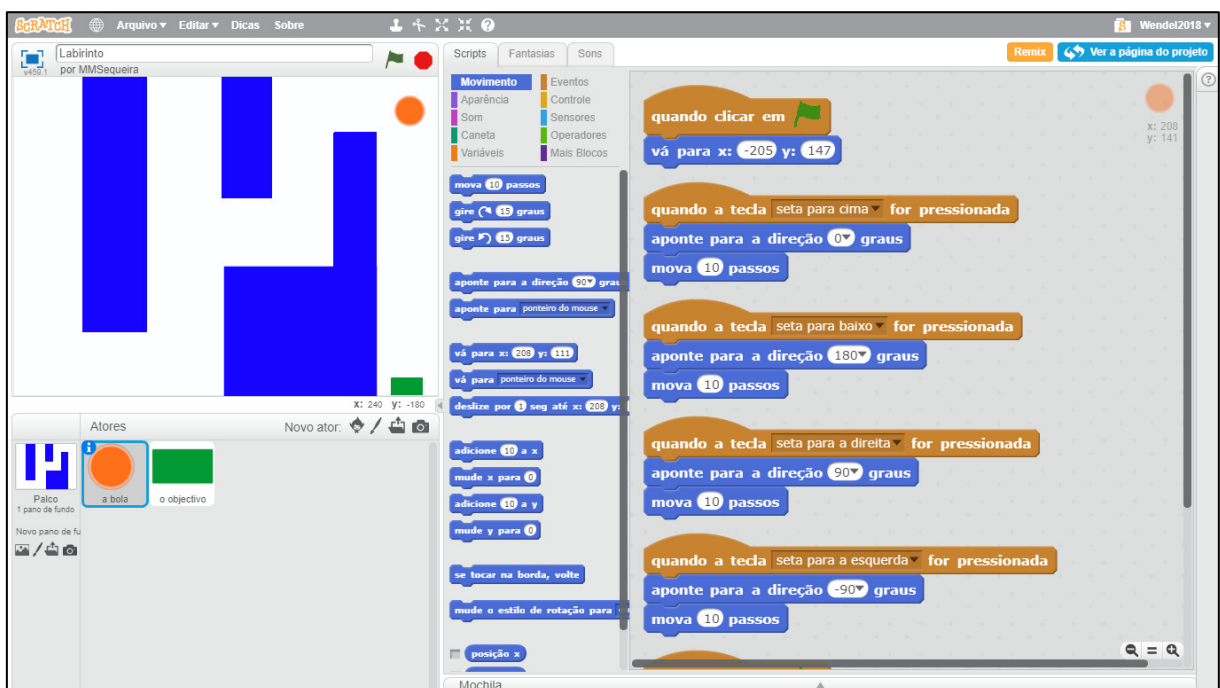 SCRATCH Arquivo Editar Dicas Sobre Wendel2018
Labirinto
por MMSequeira
v459.1
Scripts Fantasias Sons
Remix Ver a página do projeto
Movimento Eventos
Aparência Controle
Som Sensores
Caneta Operadores
Variáveis Mais Blocos
mova 10 passos
gire 15 graus
gire 15 graus
aponte para a direção 90 grau
aponte para ponteiro do mouse
vá para x: 208 y: 111
vá para ponteiro do mouse
deslize por 1 seg até x: 208 y:
adicione 10 a x
mude x para 0
adicione 10 a y
mude y para 0
se tocar na borda, volte
mude o estilo de rotação para
posição x
quando clicar em
vá para x: -205 y: 147
quando a tecla seta para cima for pressionada
aponte para a direção 0 graus
mova 10 passos
quando a tecla seta para baixo for pressionada
aponte para a direção 180 graus
mova 10 passos
quando a tecla seta para a direita for pressionada
aponte para a direção 90 graus
mova 10 passos
quando a tecla seta para a esquerda for pressionada
aponte para a direção -90 graus
mova 10 passos
x: 208
y: 141
x: 240 y: -180
Atores Novo ator:
Palco
1 pano de fundo
a bola
o objectivo
Novo pano de fu
Mochila